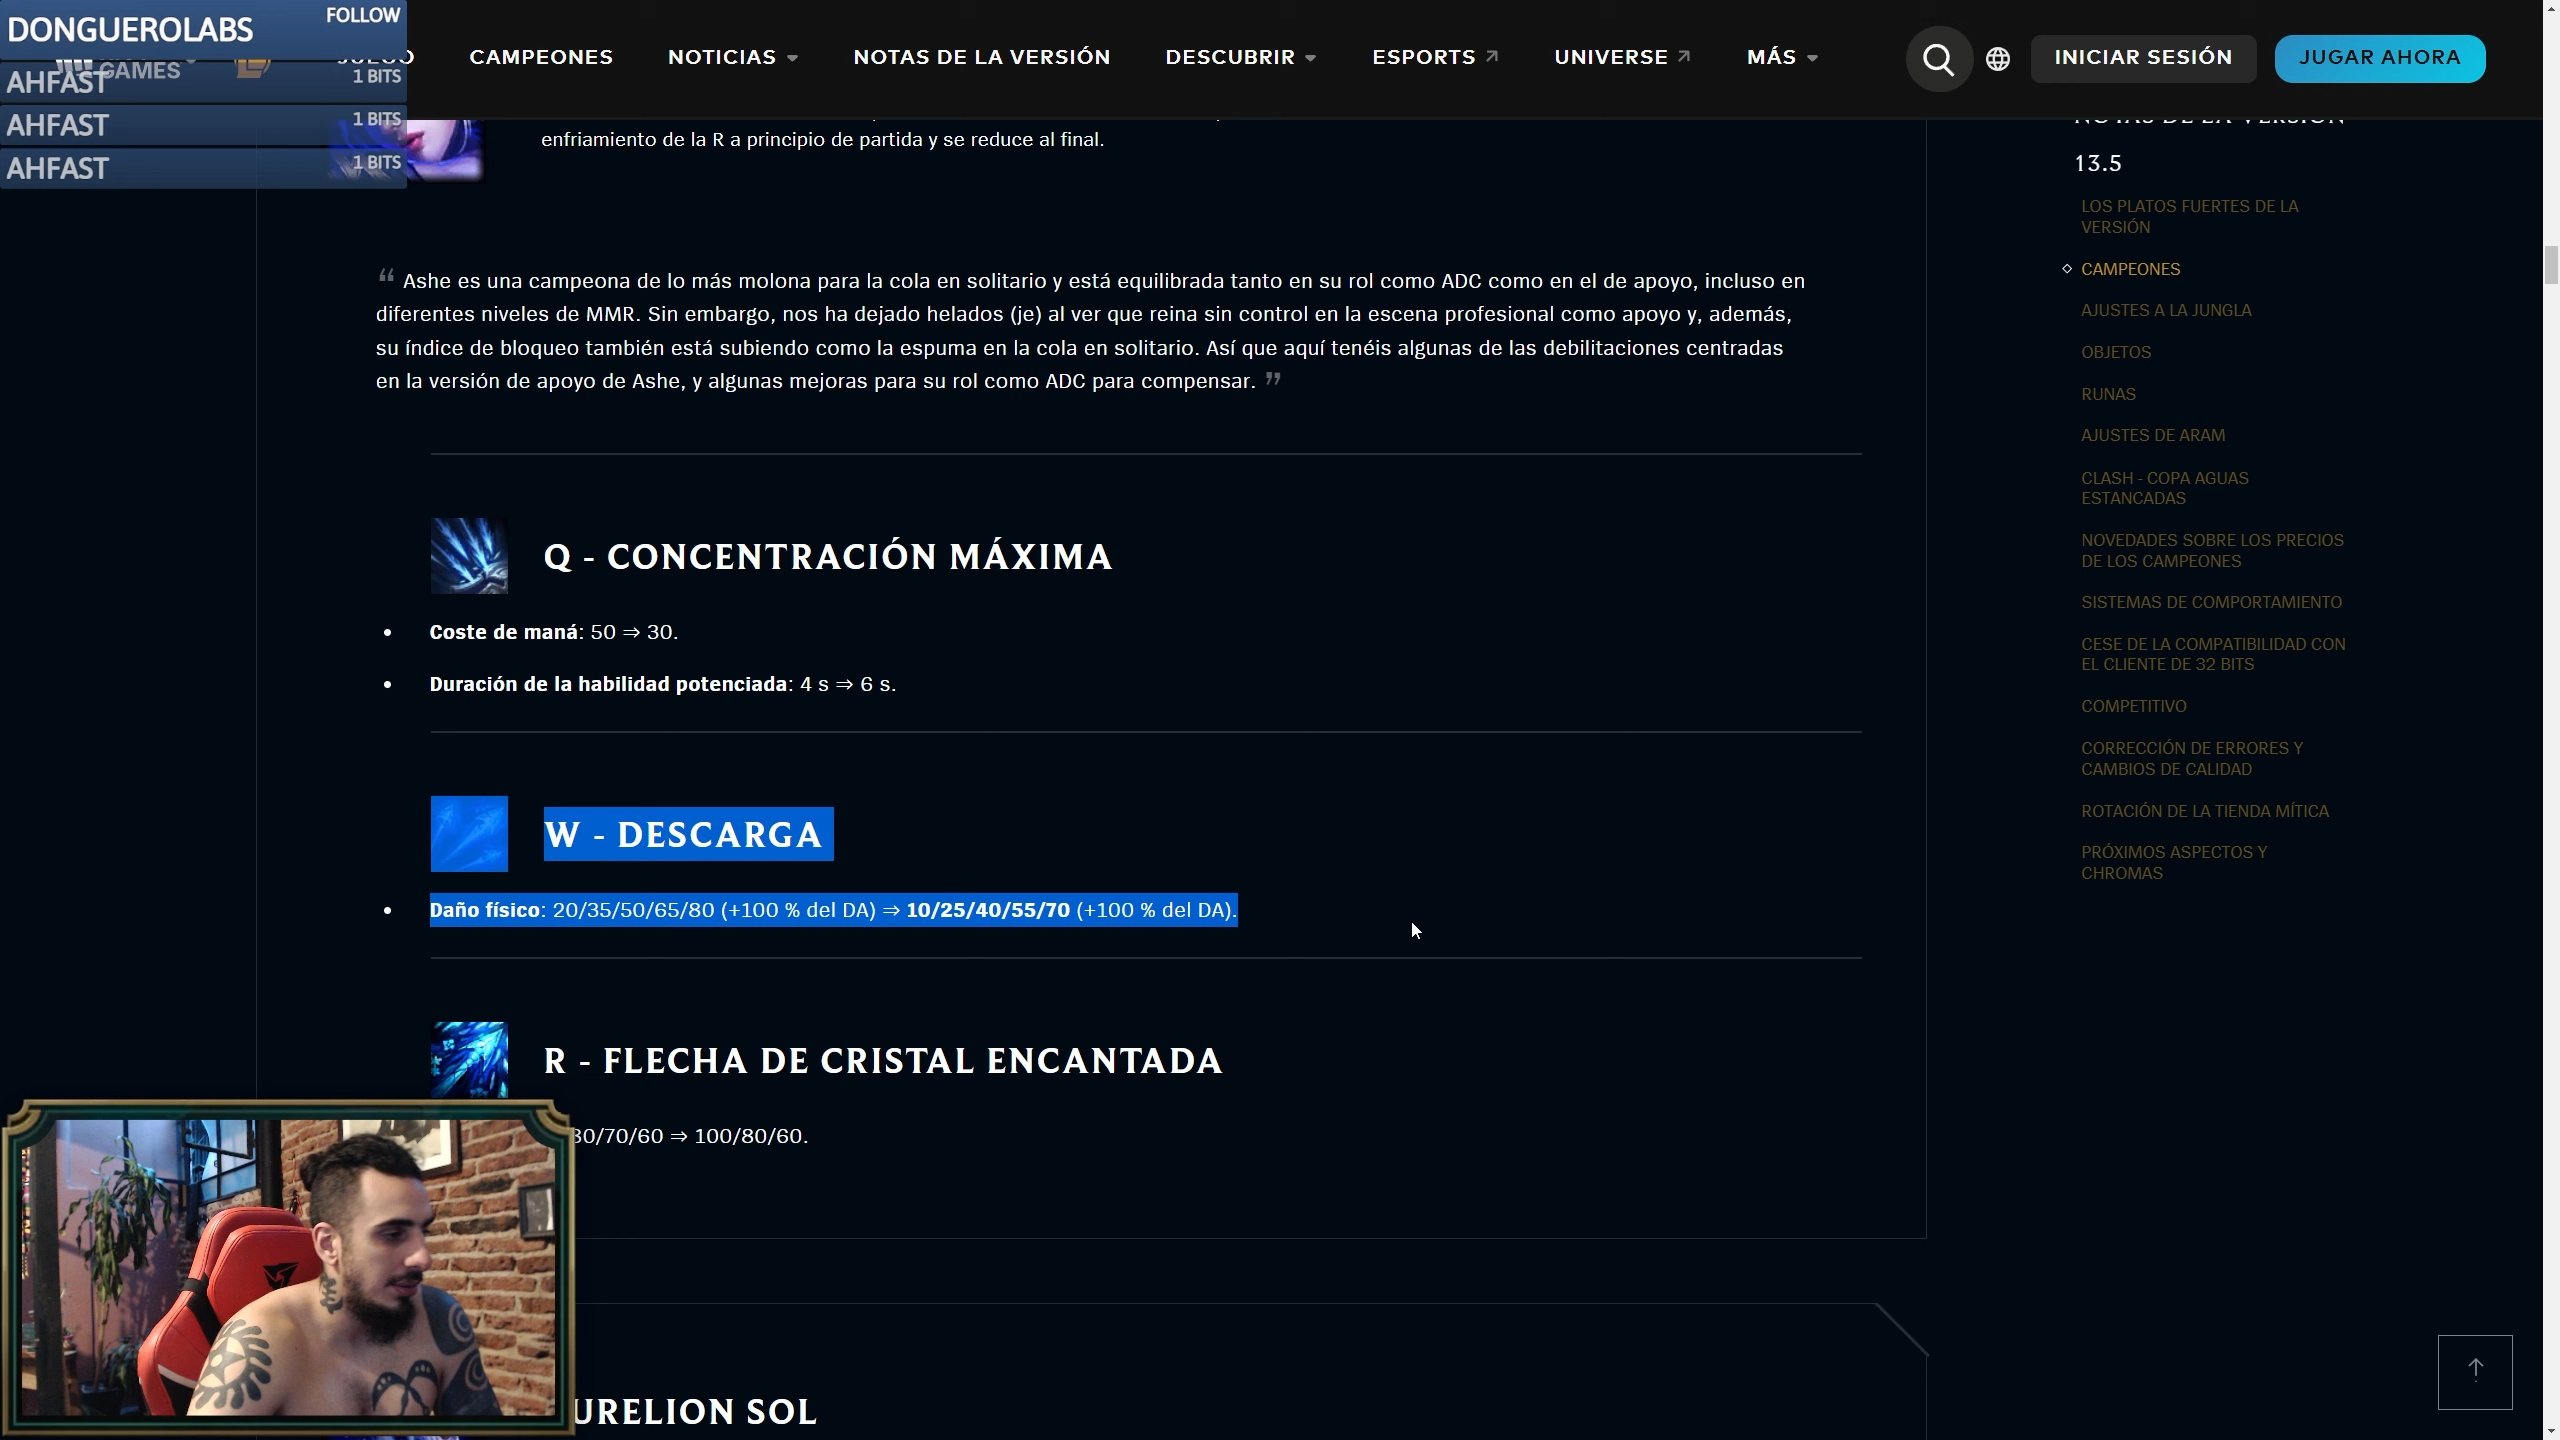 DONGUEROLABS FOLLOW
AHFAST 1 BITS
AHFAST 1 BITS
AHFAST 1 BITS
GAMES
CAMPEONES NOTICIAS NOTAS DE LA VERSIÓN DESCUBRIR ESPORTS UNIVERSE MÁS INICIAR SESIÓN JUGAR AHORA
enfriamiento de la R a principio de partida y se reduce al final.
“ Ashe es una campeona de lo más molona para la cola en solitario y está equilibrada tanto en su rol como ADC como en el de apoyo, incluso en
diferentes niveles de MMR. Sin embargo, nos ha dejado helados (je) al ver que reina sin control en la escena profesional como apoyo y, además,
su índice de bloqueo también está subiendo como la espuma en la cola en solitario. Así que aquí tenéis algunas de las debilitaciones centradas
en la versión de apoyo de Ashe, y algunas mejoras para su rol como ADC para compensar. ”
Q - CONCENTRACIÓN MÁXIMA
• Coste de maná: 50 ⇒ 30.
• Duración de la habilidad potenciada: 4 s ⇒ 6 s.
W - DESCARGA
• Daño físico: 20/35/50/65/80 (+100 % del DA) ⇒ 10/25/40/55/70 (+100 % del DA).
R - FLECHA DE CRISTAL ENCANTADA
80/70/60 ⇒ 100/80/60.
URELION SOL
NOTAS DE LA VERSIÓN
13.5
LOS PLATOS FUERTES DE LA
VERSIÓN
CAMPEONES
AJUSTES A LA JUNGLA
OBJETOS
RUNAS
AJUSTES DE ARAM
CLASH - COPA AGUAS
ESTANCADAS
NOVEDADES SOBRE LOS PRECIOS
DE LOS CAMPEONES
SISTEMAS DE COMPORTAMIENTO
CESE DE LA COMPATIBILIDAD CON
EL CLIENTE DE 32 BITS
COMPETITIVO
CORRECCIÓN DE ERRORES Y
CAMBIOS DE CALIDAD
ROTACIÓN DE LA TIENDA MÍTICA
PRÓXIMOS ASPECTOS Y
CHROMAS